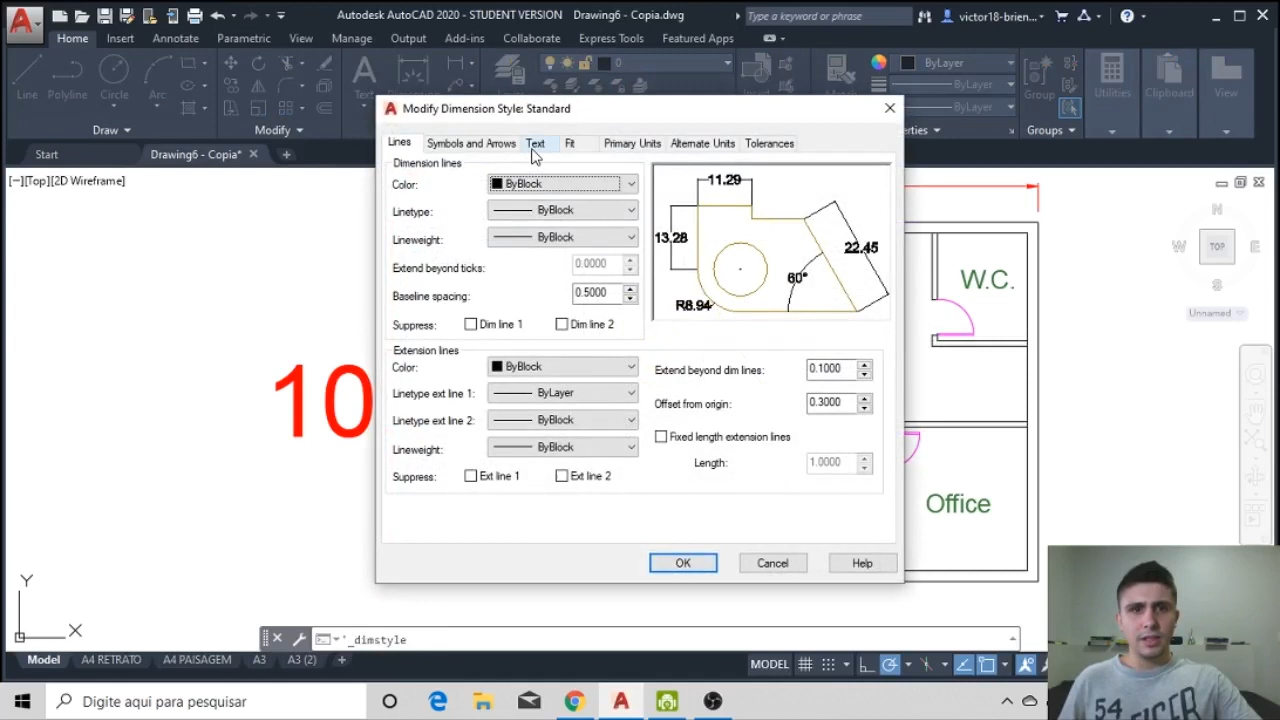 Autodesk AutoCAD 2020 - STUDENT VERSION Drawing6 - Copia.dwg
Type a keyword or phrase
victor18-brien...
Home Insert Annotate Parametric View Manage Output Add-ins Collaborate Express Tools Featured Apps
Line Polyline Circle Arc
Text
0
ByLayer
ByLayer
ByLayer
Group
Utilities Clipboard View
Draw Modify Groups
Start Drawing6 - Copia*
[−][Top][2D Wireframe]
Modify Dimension Style: Standard
Lines Symbols and Arrows Text Fit Primary Units Alternate Units Tolerances
Dimension lines
Color: ByBlock
Linetype: ByBlock
Lineweight: ByBlock
Extend beyond ticks: 0.0000
Baseline spacing: 0.5000
Suppress: Dim line 1 Dim line 2
11.29
13.28
22.45
60°
R8.94
Extension lines
Color: ByBlock
Linetype ext line 1: ByLayer
Linetype ext line 2: ByBlock
Lineweight: ByBlock
Suppress: Ext line 1 Ext line 2
Extend beyond dim lines: 0.1000
Offset from origin: 0.3000
Fixed length extension lines
Length: 1.0000
OK Cancel Help
10
W.C.
Office
N
W TOP E
S
Unnamed
Y
X
'_dimstyle
Model A4 RETRATO A4 PAISAGEM A3 A3 (2) +
MODEL
Digite aqui para pesquisar
54